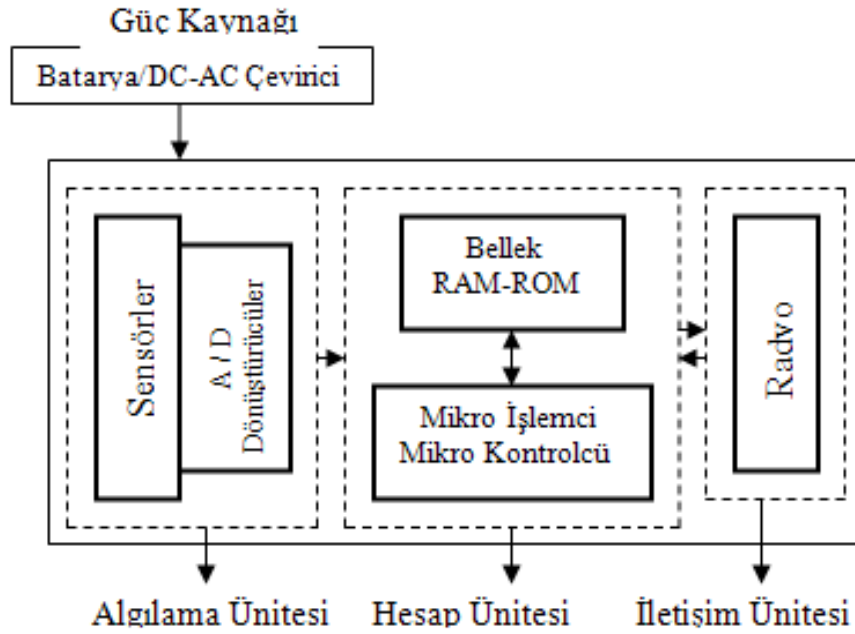 Güç Kaynağı
Batarya/DC-AC Çevirici
Sensörler
A / D
Dönüştürücüler
Bellek
RAM-ROM
Mikro İşlemci
Mikro Kontrolcü
Radyo
Algılama Ünitesi
Hesap Ünitesi
İletişim Ünitesi